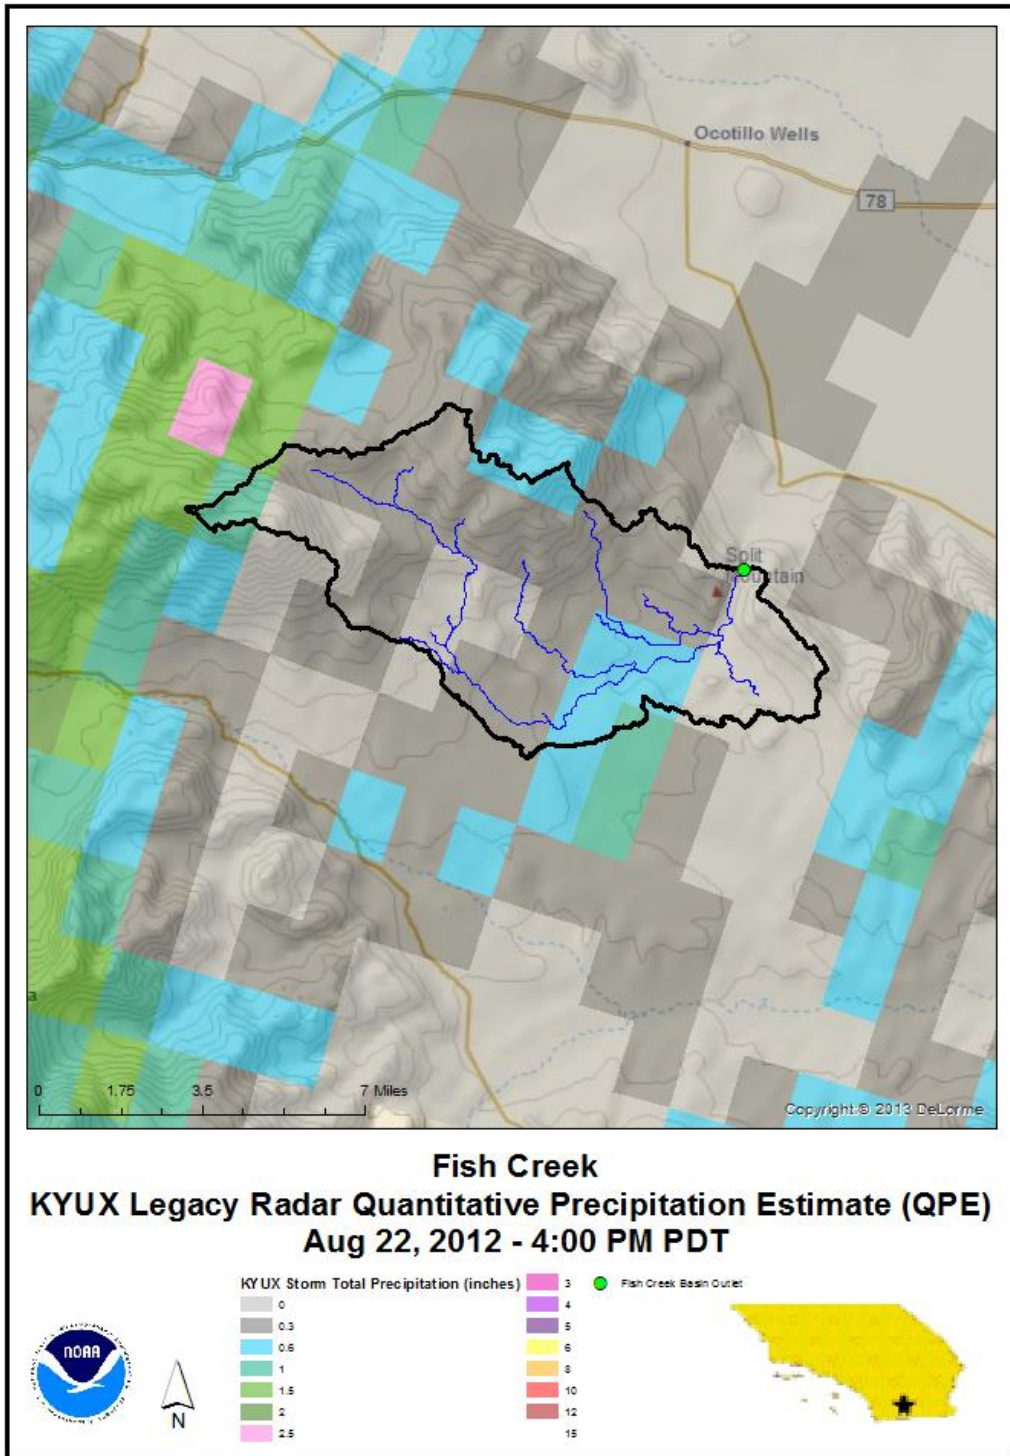 Ocotillo Wells
78
Split
Mountain
a
0 1.75 3.5 7 Miles
Copyright:© 2013 DeLorme
Fish Creek
KYUX Legacy Radar Quantitative Precipitation Estimate (QPE)
Aug 22, 2012 - 4:00 PM PDT
KYUX Storm Total Precipitation (inches)
0
0.3
0.6
1
1.5
2
2.5
3
4
5
6
8
10
12
15
Fish Creek Basin Outlet
NOAA
N